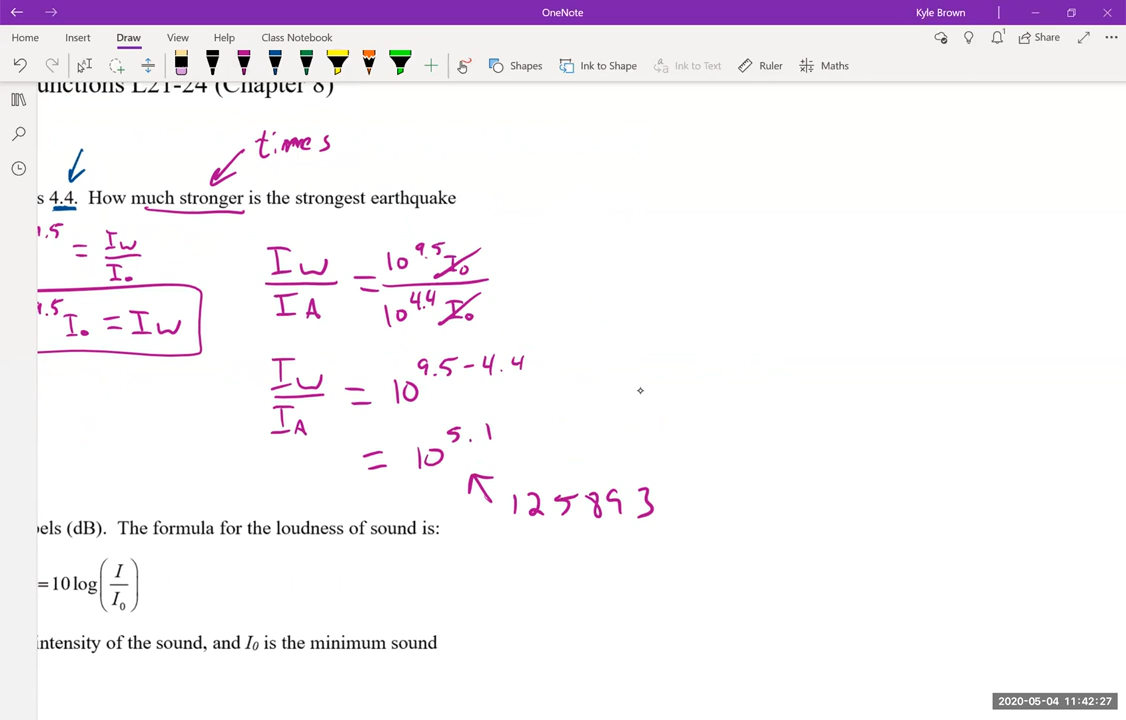 OneNote
Kyle Brown
Home Insert Draw View Help Class Notebook
Share
Shapes Ink to Shape Ink to Text Ruler Maths
unctions L21-24 (Chapter 8)
times
s 4.4. How much stronger is the strongest earthquake
9.5 = Iw/I₀
9.5 I₀ = Iw
Iw/IA = 10^9.5 I₀ / 10^4.4 I₀
Iw/IA = 10^9.5-4.4
= 10^5.1
125893
els (dB). The formula for the loudness of sound is:
= 10 log(I/I₀)
intensity of the sound, and I₀ is the minimum sound
2020-05-04 11:42:27